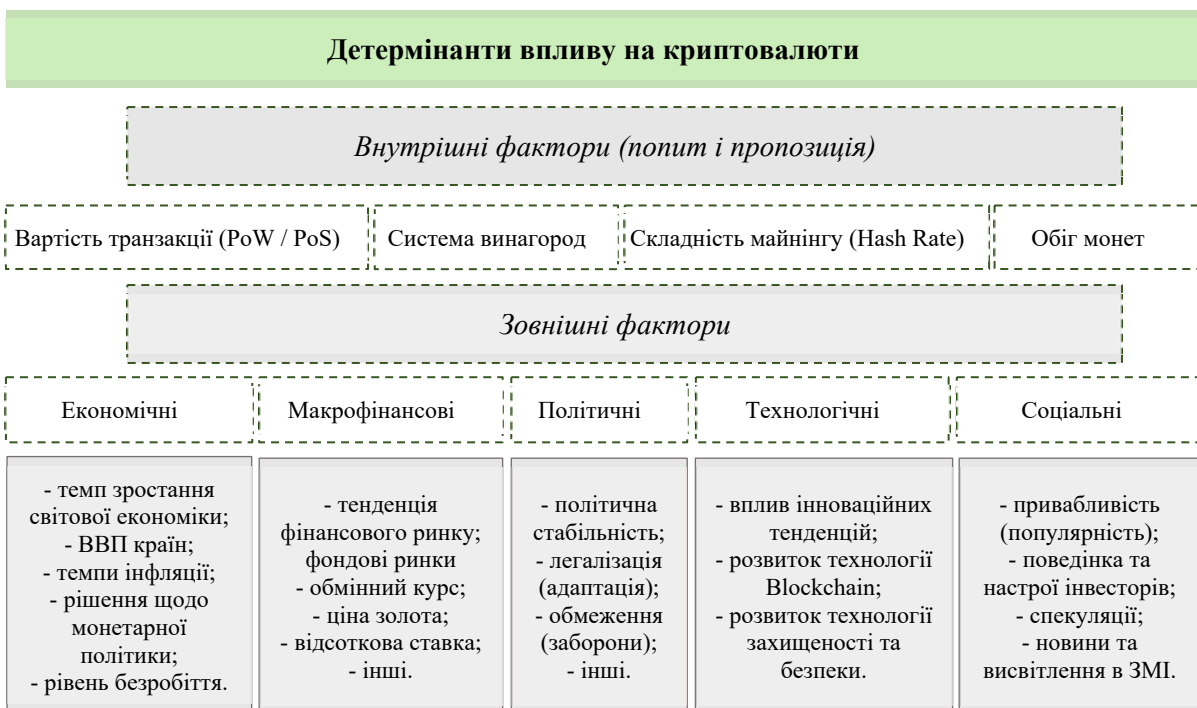 Детермінанти впливу на криптовалюти
Внутрішні фактори (попит і пропозиція)
Вартість транзакції (PoW / PoS)
Система винагород
Складність майнінгу (Hash Rate)
Обіг монет
Зовнішні фактори
Економічні
Макрофінансові
Політичні
Технологічні
Соціальні
- темп зростання
світової економіки;
- ВВП країн;
- темпи інфляції;
- рішення щодо
монетарної
політики;
- рівень безробіття.
- тенденція
фінансового ринку;
фондові ринки
- обмінний курс;
- ціна золота;
- відсоткова ставка;
- інші.
- політична
стабільність;
- легалізація
(адаптація);
- обмеження
(заборони);
- інші.
- вплив інноваційних
тенденцій;
- розвиток технології
Blockchain;
- розвиток технології
захищеності та
безпеки.
- привабливість
(популярність);
- поведінка та
настрої інвесторів;
- спекуляції;
- новини та
висвітлення в ЗМІ.